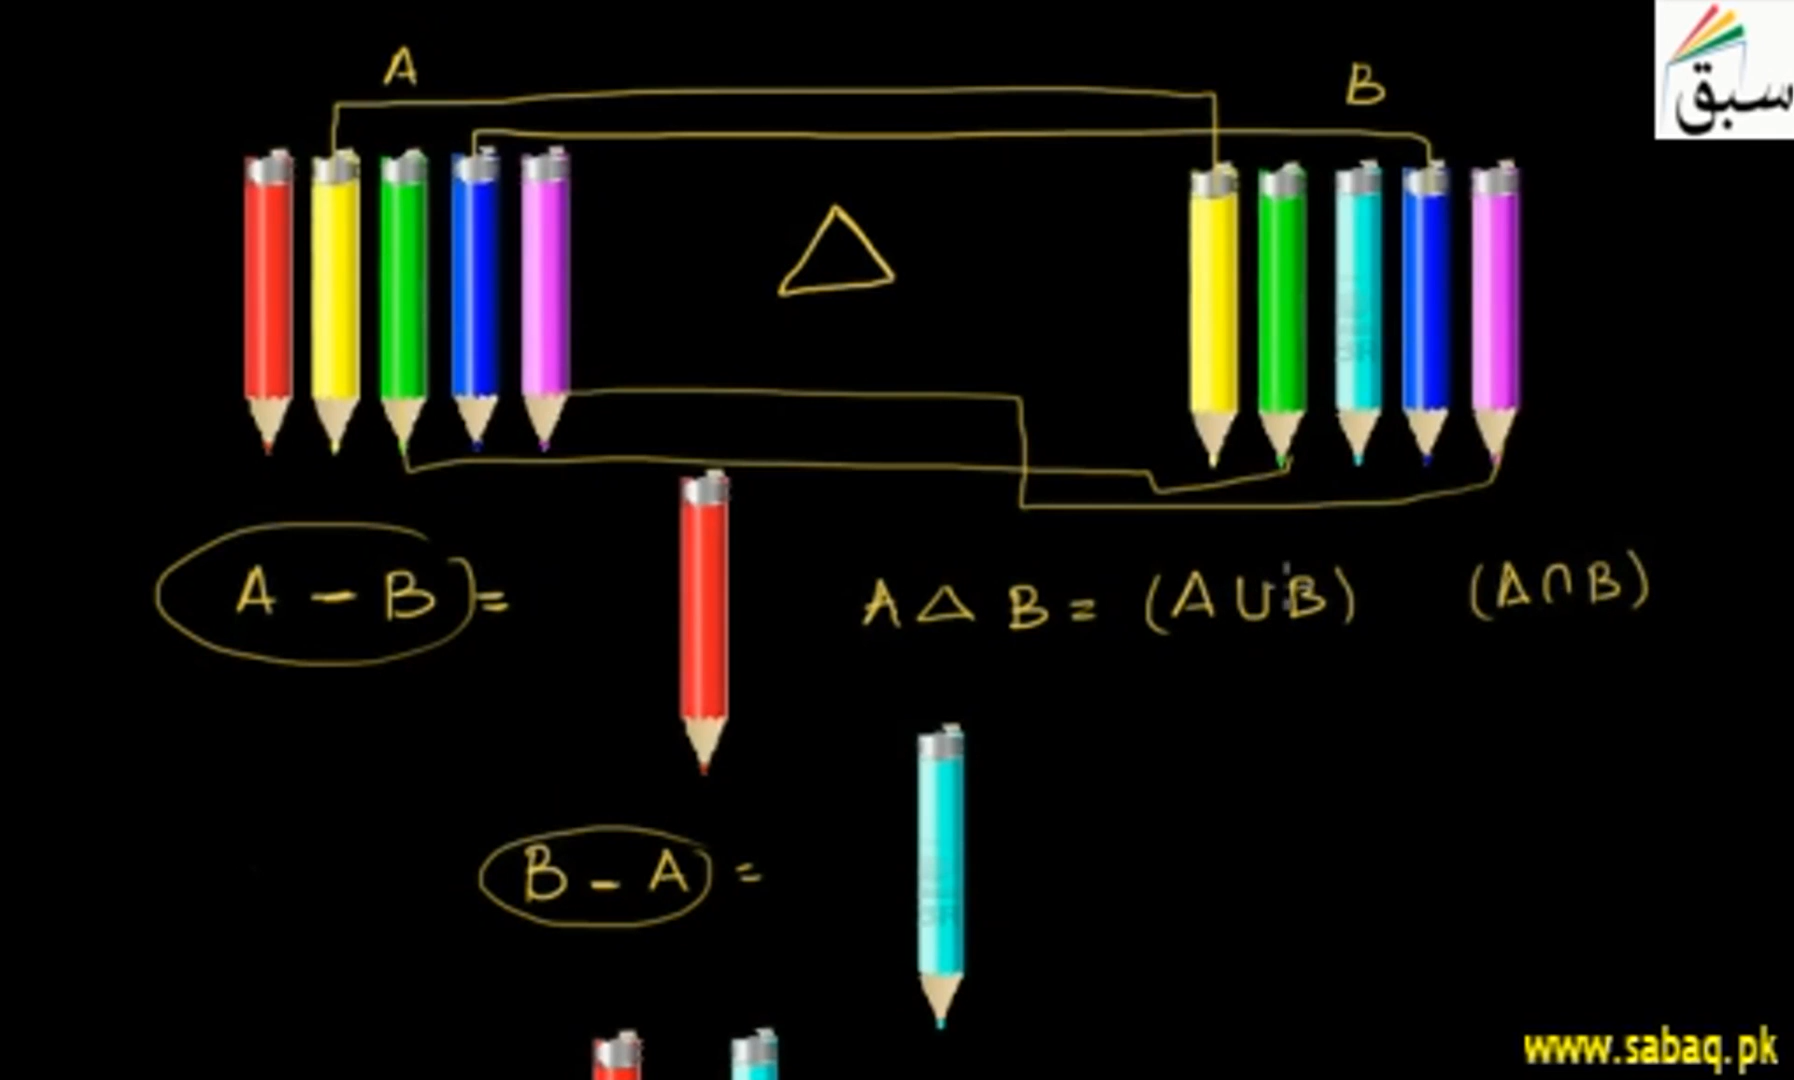 A
B
سبق
△
A - B =
A △ B = (A ∪ B) (A ∩ B)
B - A =
www.sabaq.pk